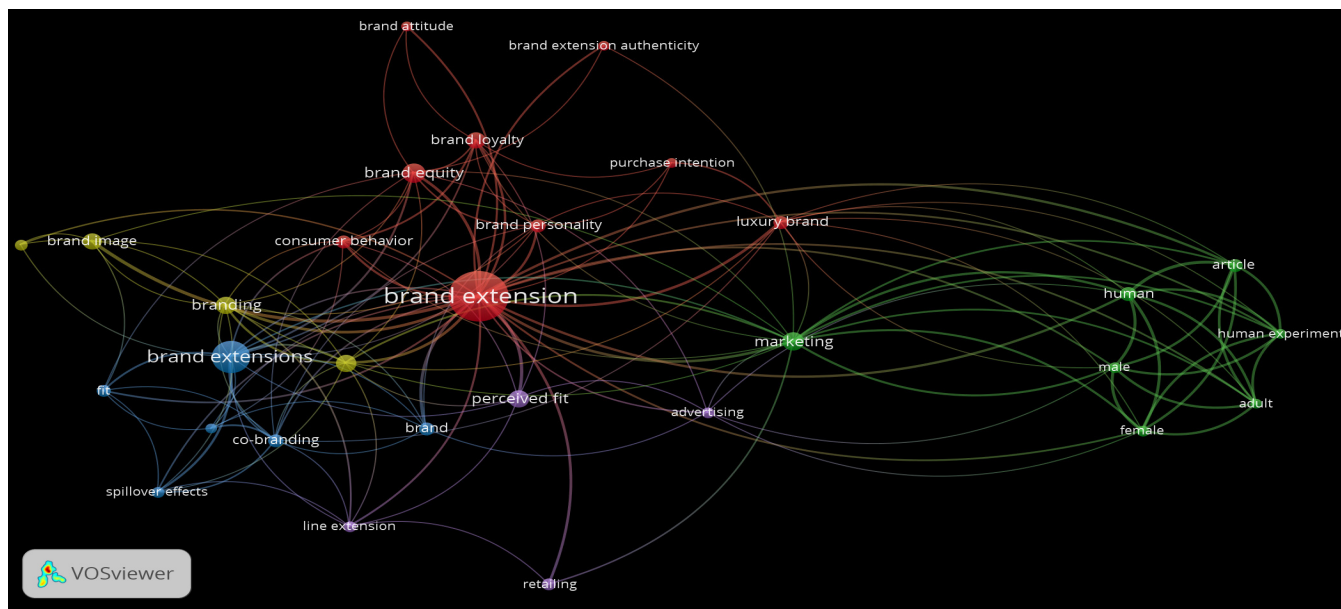 brand attitude
brand extension authenticity
brand loyalty
purchase intention
brand equity
luxury brand
brand personality
brand image
consumer behavior
article
human
brand extension
branding
human experiment
marketing
brand extensions
male
fit
perceived fit
adult
advertising
brand
female
co-branding
spillover effects
line extension
VOSviewer
retailing